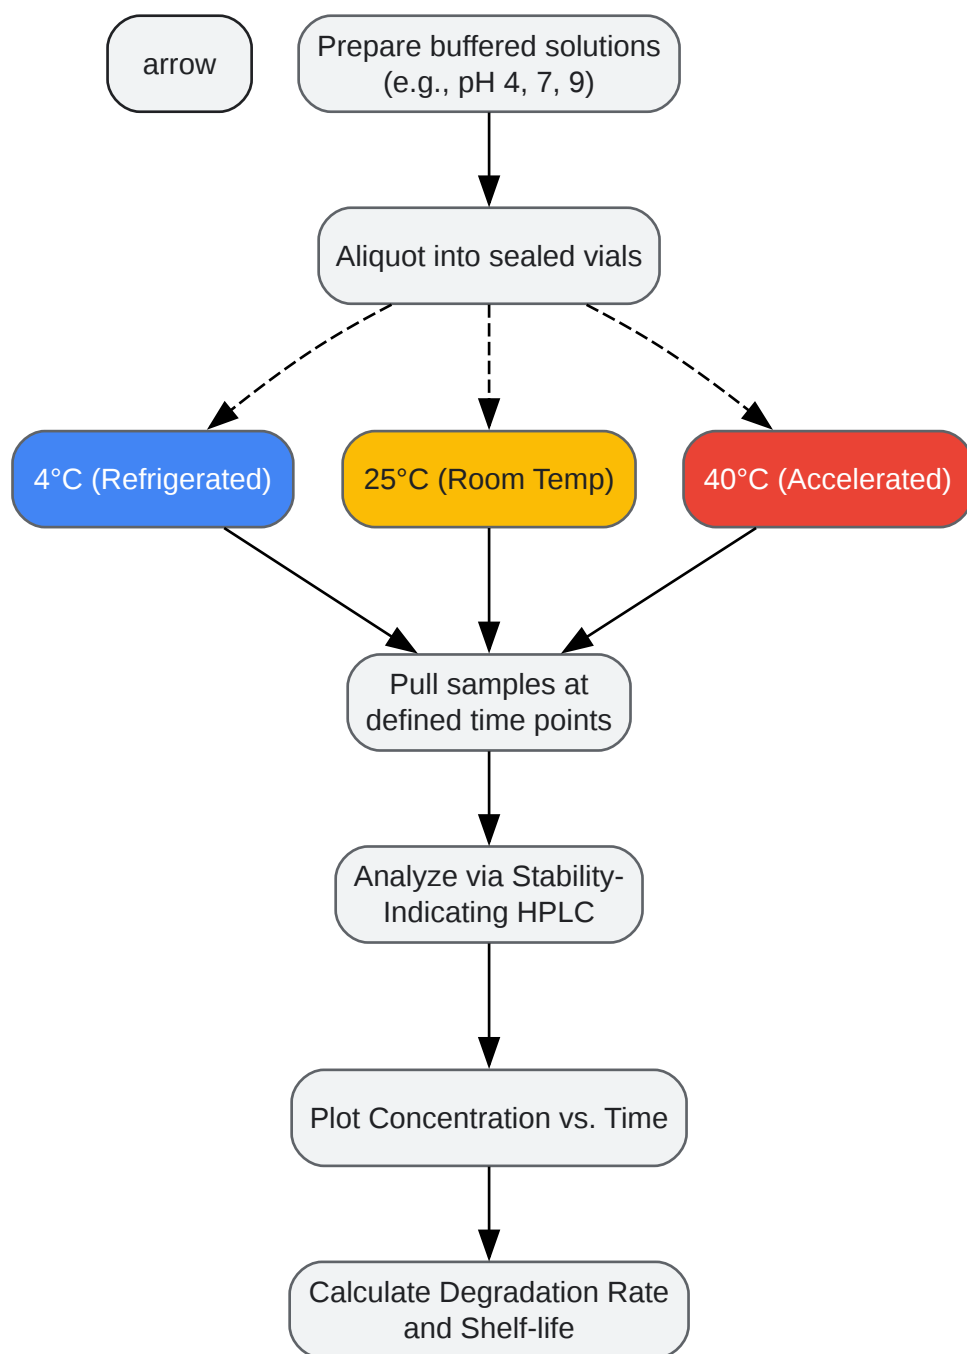 arrow
Prepare buffered solutions
(e.g., pH 4, 7, 9)
Aliquot into sealed vials
4°C (Refrigerated)
25°C (Room Temp)
40°C (Accelerated)
Pull samples at
defined time points
Analyze via Stability-
Indicating HPLC
Plot Concentration vs. Time
Calculate Degradation Rate
and Shelf-life